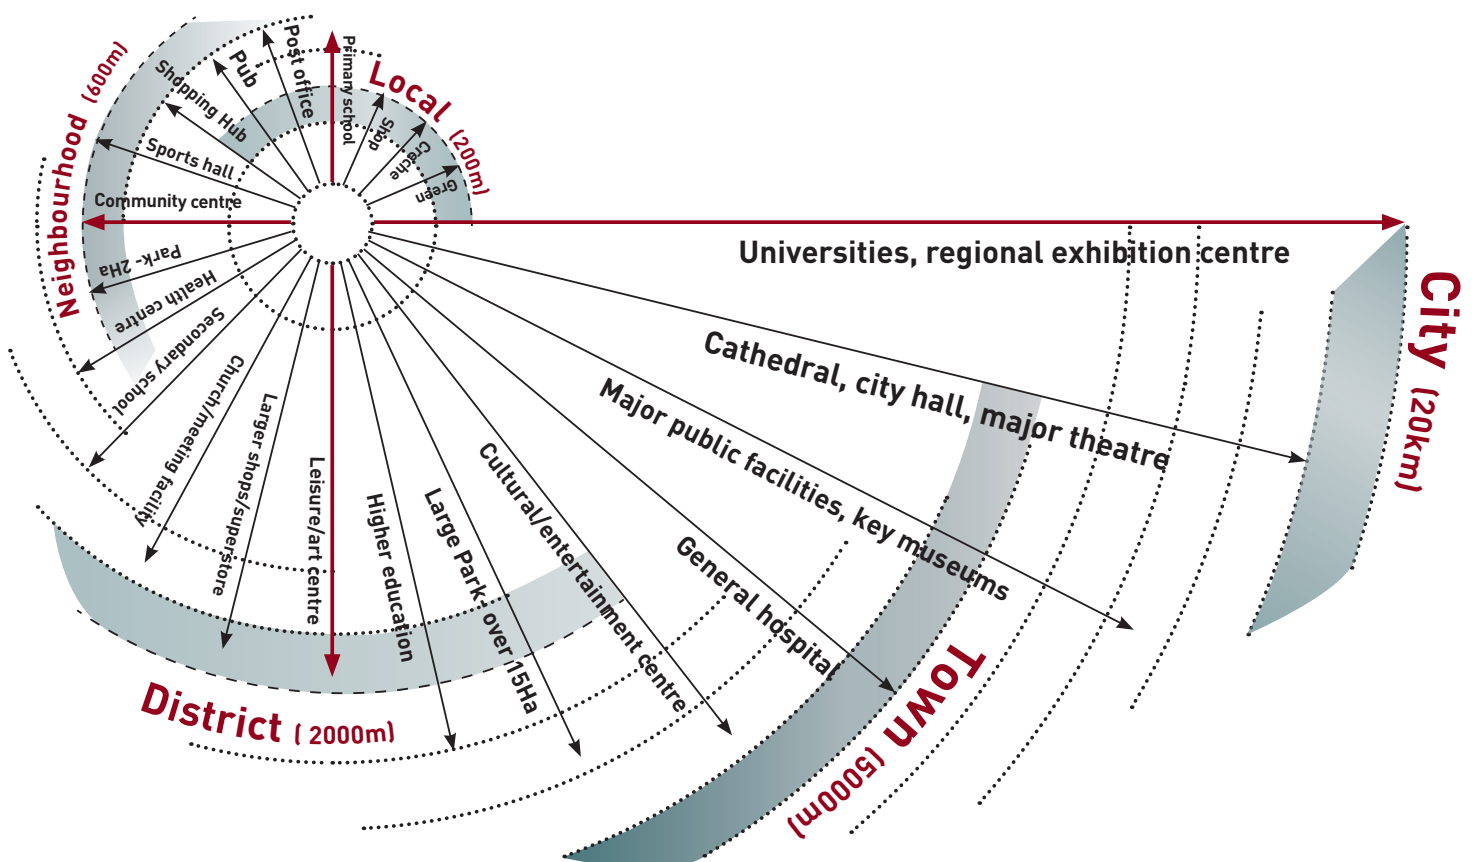 Local (200m)
Green
Crache
Shop
Primany school
Post office
Pub
Shopping Hub
Sports hall
Community centre
Neighbourhood (600m)
Park- 2Ha
Health centre
Secondary school
Church/meeting facility
Larger shops/superstore
Leisure/art centre
District ( 2000m)
Higher education
Large Park- over 15Ha
Cultural/entertainment centre
General hospital
Town (5000m)
Major public facilities, key museums
Cathedral, city hall, major theatre
Universities, regional exhibition centre
City (20km)